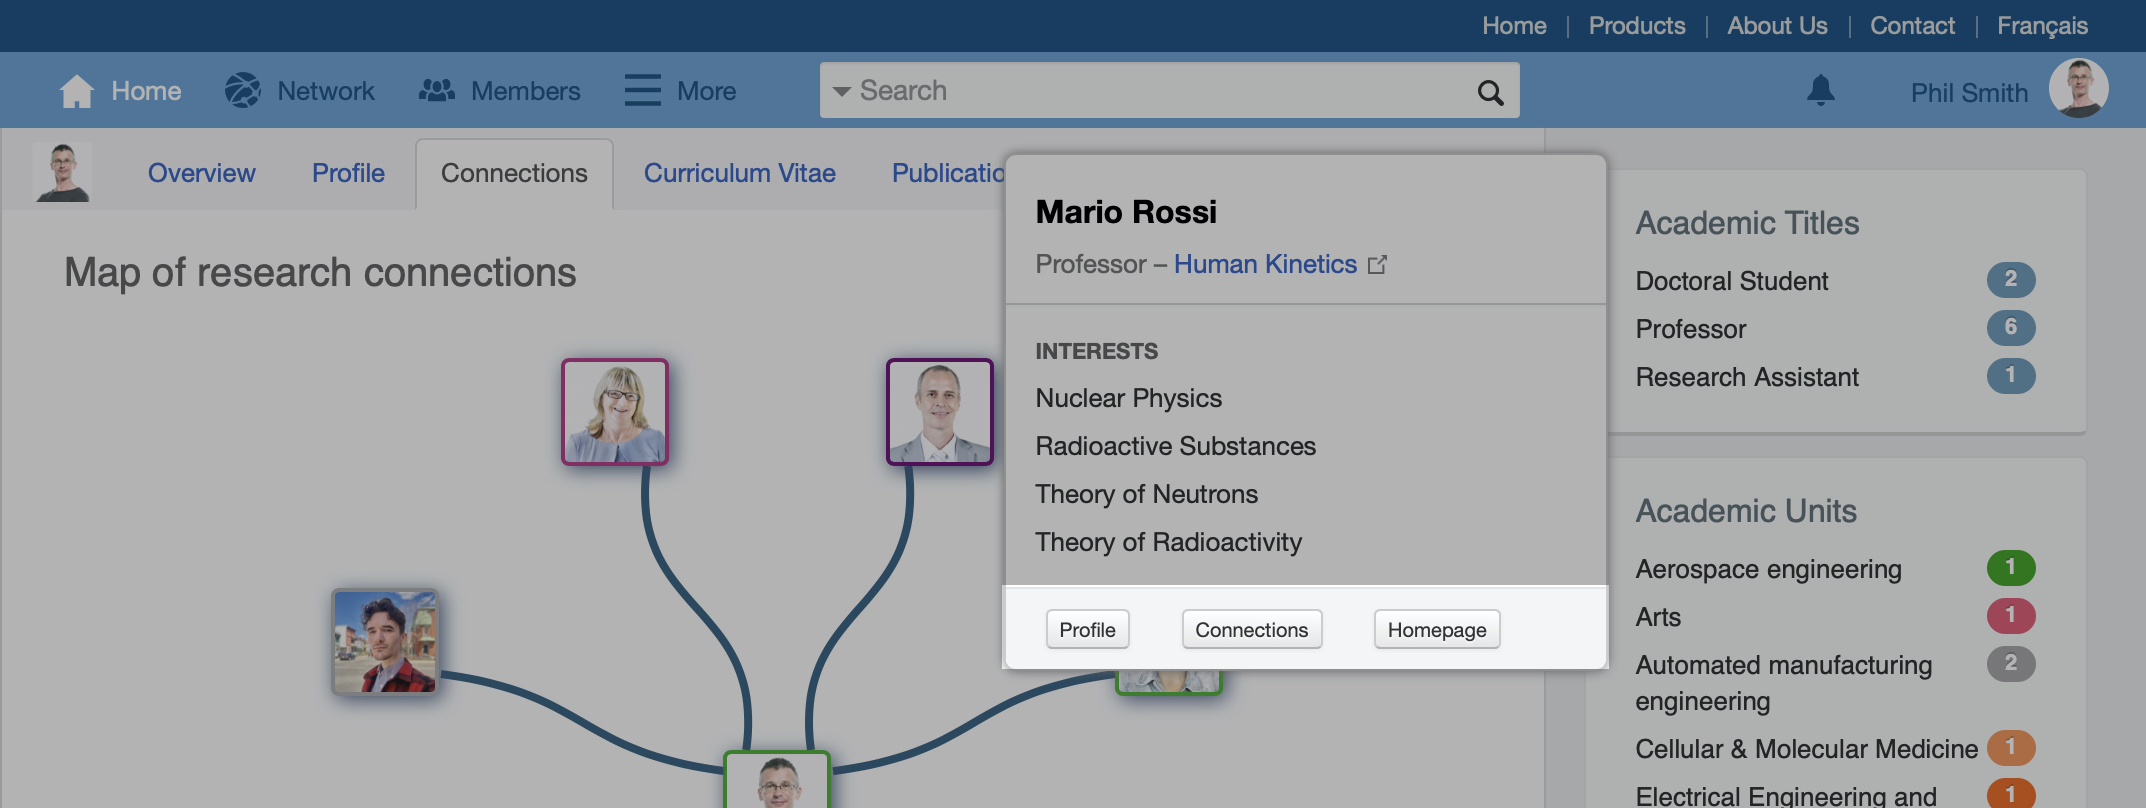 Home | Products | About Us | Contact | Français
Home Network Members More Search Phil Smith
Overview Profile Connections Curriculum Vitae Publicatio
Map of research connections
Mario Rossi
Professor – Human Kinetics
INTERESTS
Nuclear Physics
Radioactive Substances
Theory of Neutrons
Theory of Radioactivity
Profile Connections Homepage
Academic Titles
Doctoral Student 2
Professor 6
Research Assistant 1
Academic Units
Aerospace engineering 1
Arts 1
Automated manufacturing 2
engineering
Cellular & Molecular Medicine 1
Electrical Engineering and 1